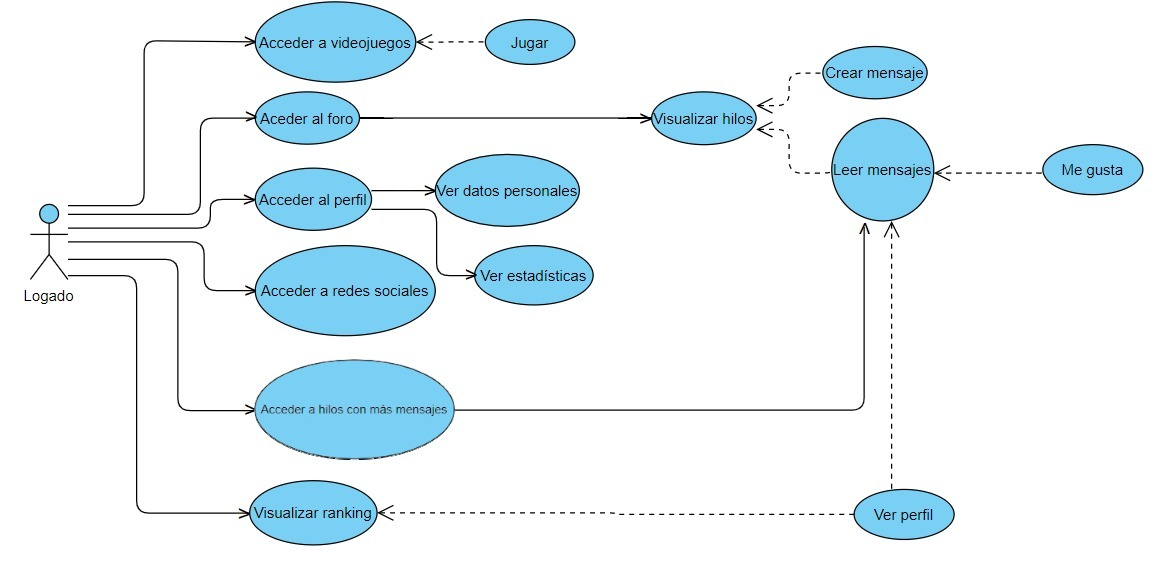 Acceder a videojuegos
Jugar
Crear mensaje
Aceder al foro
Visualizar hilos
Leer mensajes
Me gusta
Acceder al perfil
Ver datos personales
Ver estadísticas
Logado
Acceder a redes sociales
Acceder a hilos con más mensajes
Visualizar ranking
Ver perfil